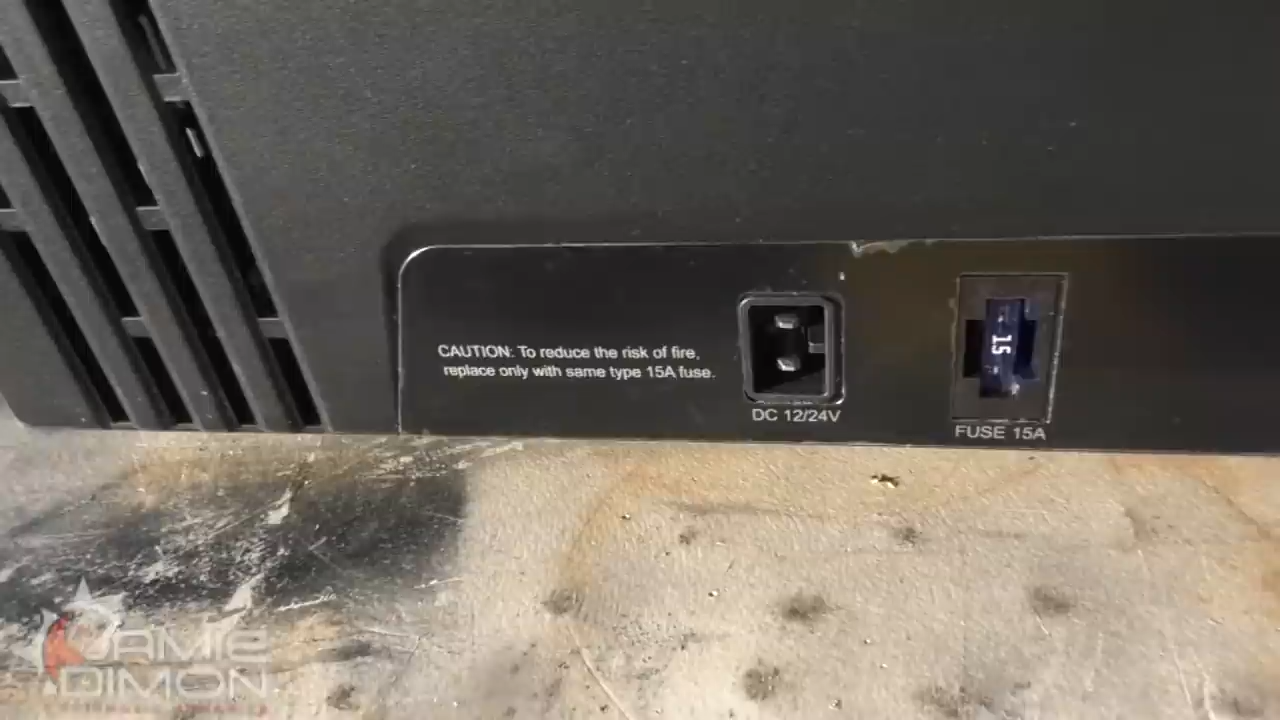 CAUTION: To reduce the risk of fire,
replace only with same type 15A fuse.
DC 12/24V
15
FUSE 15A
JAMIE
DIMON